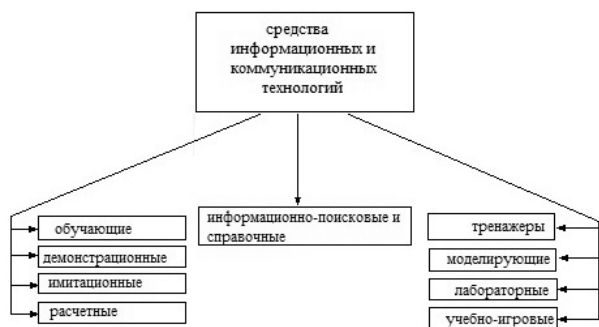 средства
информационных и
коммуникационных
технологий
обучающие
демонстрационные
имитационные
расчетные
информационно-поисковые и
справочные
тренажеры
моделирующие
лабораторные
учебно-игровые